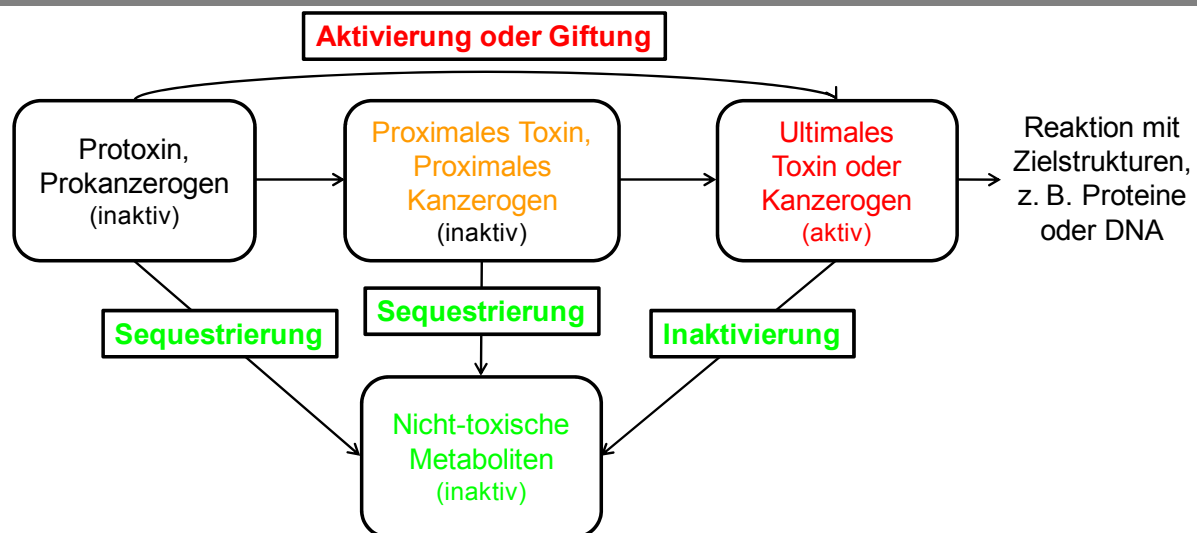 Aktivierung oder Giftung
Protoxin,
Prokanzerogen
(inaktiv)
Proximales Toxin,
Proximales
Kanzerogen
(inaktiv)
Ultimales
Toxin oder
Kanzerogen
(aktiv)
Reaktion mit
Zielstrukturen,
z. B. Proteine
oder DNA
Sequestrierung
Sequestrierung
Inaktivierung
Nicht-toxische
Metaboliten
(inaktiv)